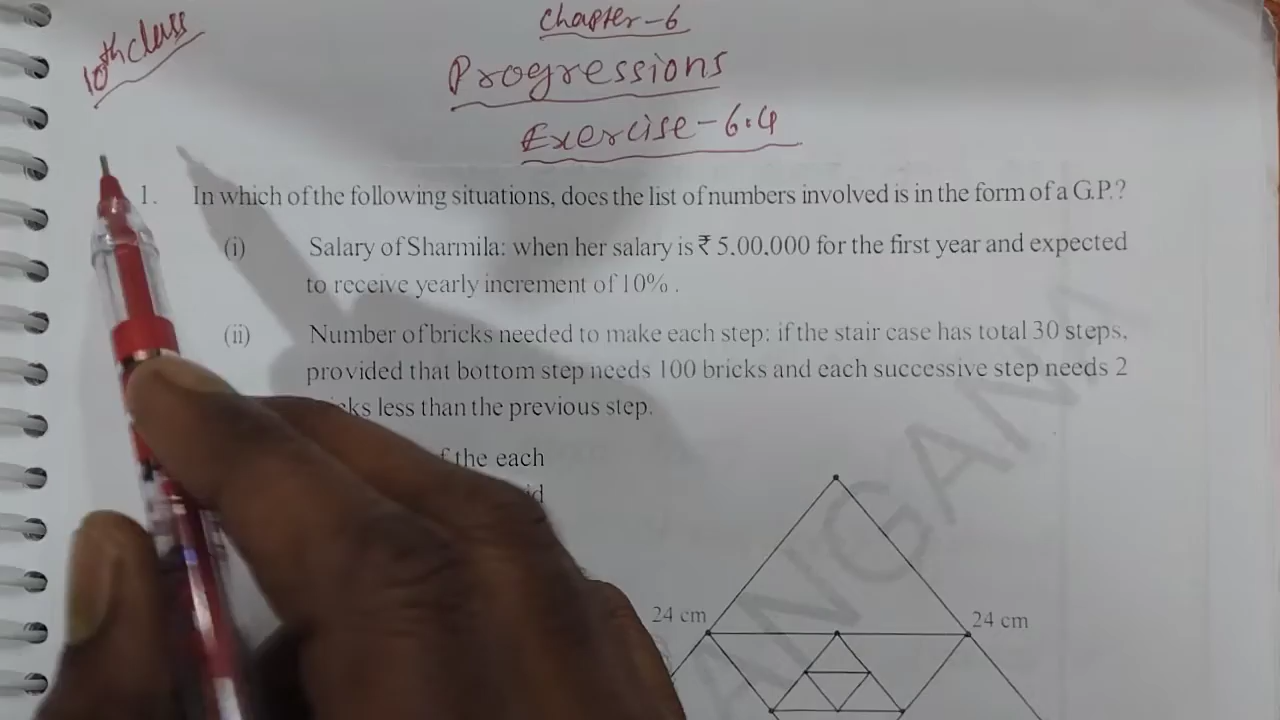 10th class
Chapter-6
Progressions
Exercise-6.4
1. In which of the following situations, does the list of numbers involved is in the form of a G.P.?
(i) Salary of Sharmila: when her salary is ₹ 5,00,000 for the first year and expected
to receive yearly increment of 10% .
(ii) Number of bricks needed to make each step: if the stair case has total 30 steps,
provided that bottom step needs 100 bricks and each successive step needs 2
less than the previous step.
the each
24 cm
24 cm